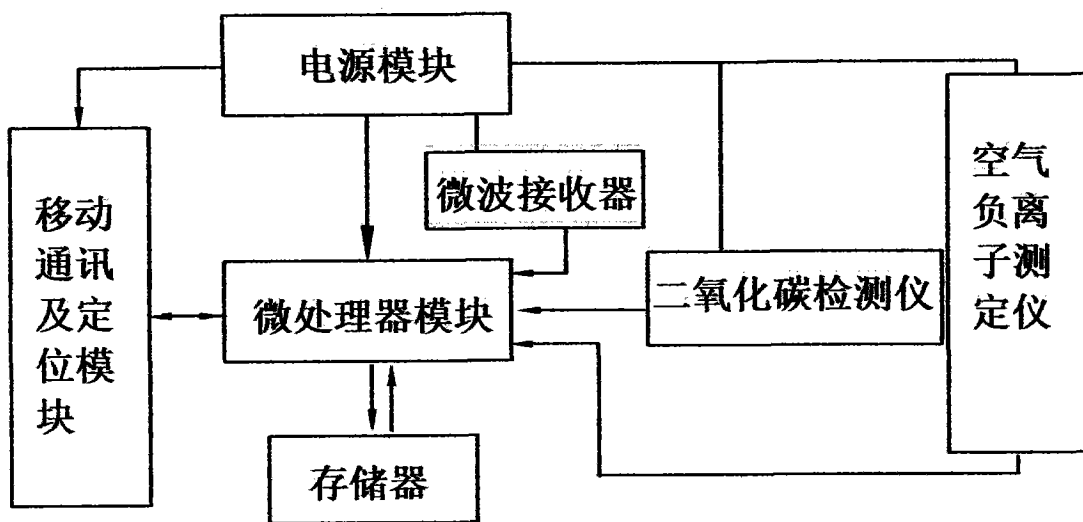 电源模块
微波接收器
空气
负离
子测
定仪
移动
通讯
及定
位模
块
微处理器模块
二氧化碳检测仪
存储器